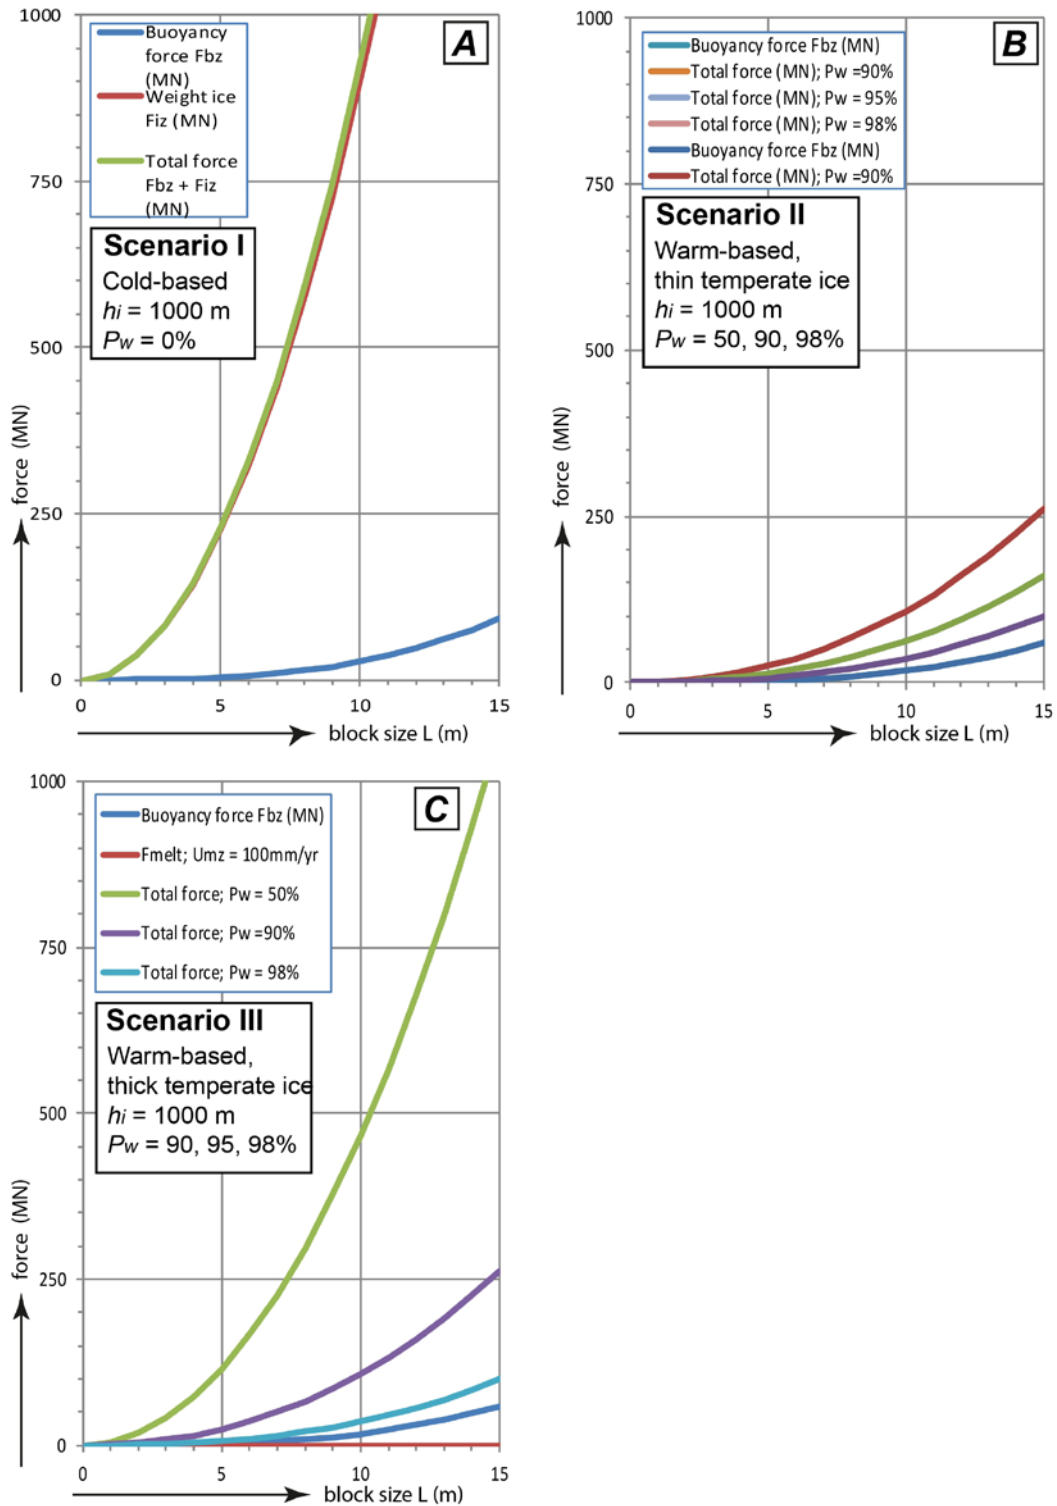 A
1000
750
500
250
0
Buoyancy
force Fbz
(MN)
Weight ice
Fiz (MN)
Total force
Fbz + Fiz
(MN)
Scenario I
Cold-based
hi = 1000 m
Pw = 0%
force (MN)
0
5
10
15
block size L (m)
B
1000
750
500
250
0
Buoyancy force Fbz (MN)
Total force (MN); Pw =90%
Total force (MN); Pw = 95%
Total force (MN); Pw = 98%
Buoyancy force Fbz (MN)
Total force (MN); Pw =90%
Scenario II
Warm-based,
thin temperate ice
hi = 1000 m
Pw = 50, 90, 98%
force (MN)
0
5
10
15
block size L (m)
C
1000
750
500
250
0
Buoyancy force Fbz (MN)
Fmelt; Umz = 100mm/yr
Total force; Pw = 50%
Total force; Pw =90%
Total force; Pw = 98%
Scenario III
Warm-based,
thick temperate ice
hi = 1000 m
Pw = 90, 95, 98%
force (MN)
0
5
10
15
block size L (m)